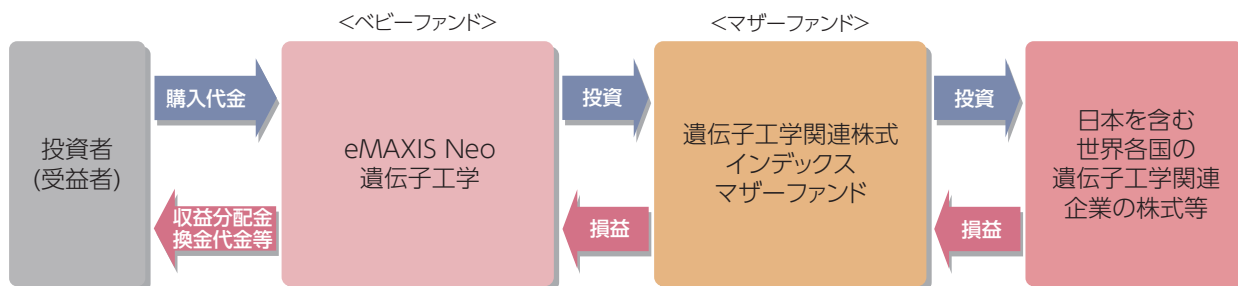 <ベビーファンド>
<マザーファンド>
投資者
(受益者)
購入代金
収益分配金
換金代金等
eMAXIS Neo
遺伝子工学
投資
損益
遺伝子工学関連株式
インデックス
マザーファンド
投資
損益
日本を含む
世界各国の
遺伝子工学関連
企業の株式等